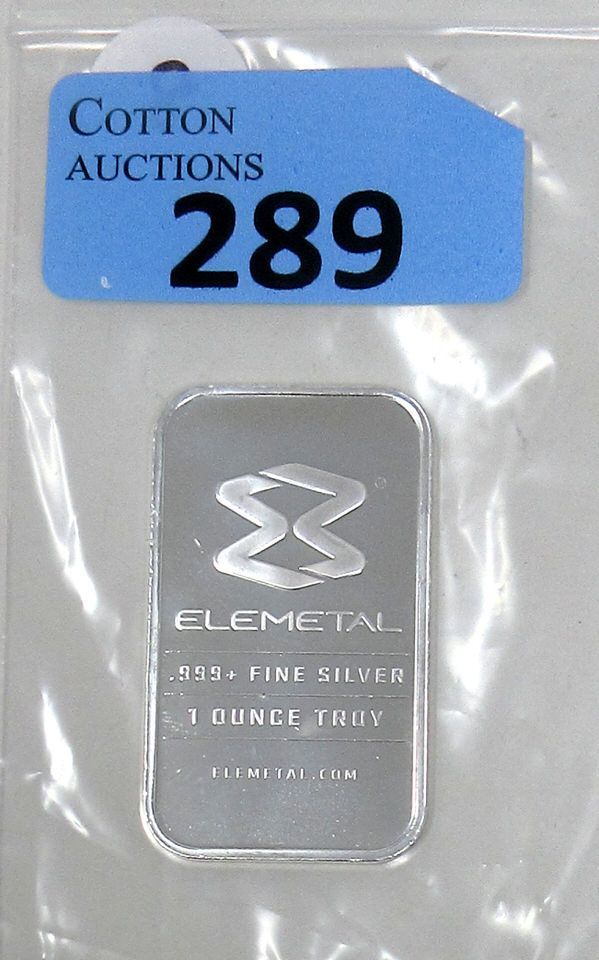 COTTON
AUCTIONS
289
®
ELEMETAL
.999+ FINE SILVER
1 OUNCE TROY
ELEMETAL.COM